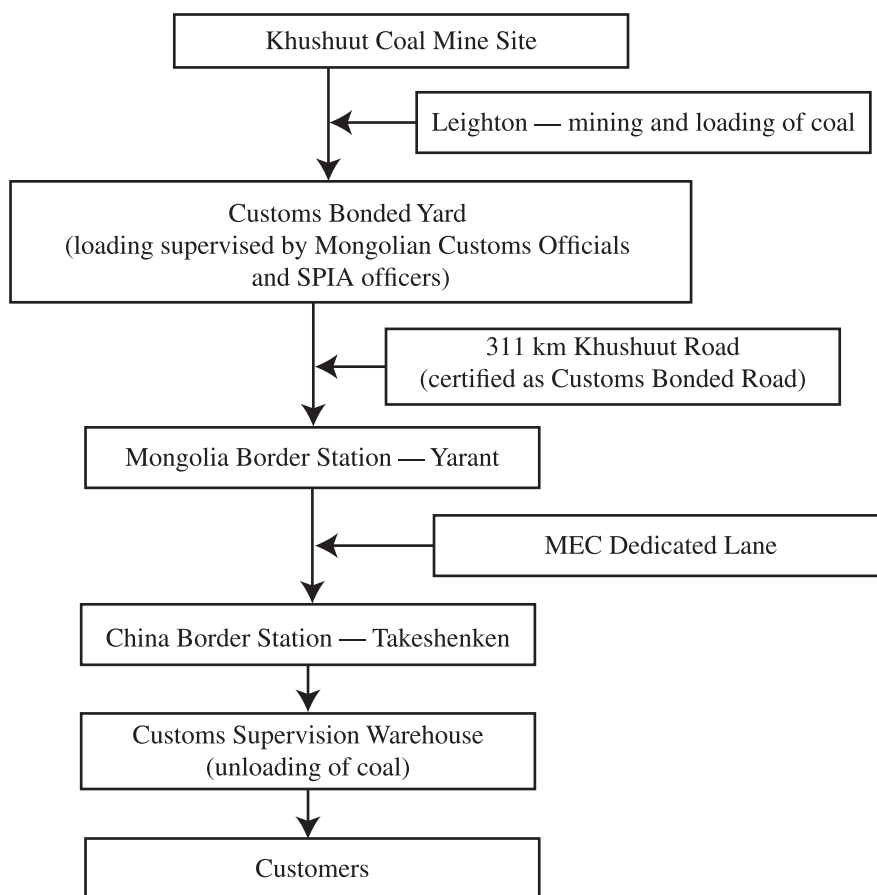 Khushuut Coal Mine Site
Leighton — mining and loading of coal
Customs Bonded Yard
(loading supervised by Mongolian Customs Officials
and SPIA officers)
311 km Khushuut Road
(certified as Customs Bonded Road)
Mongolia Border Station — Yarant
MEC Dedicated Lane
China Border Station — Takeshenken
Customs Supervision Warehouse
(unloading of coal)
Customers